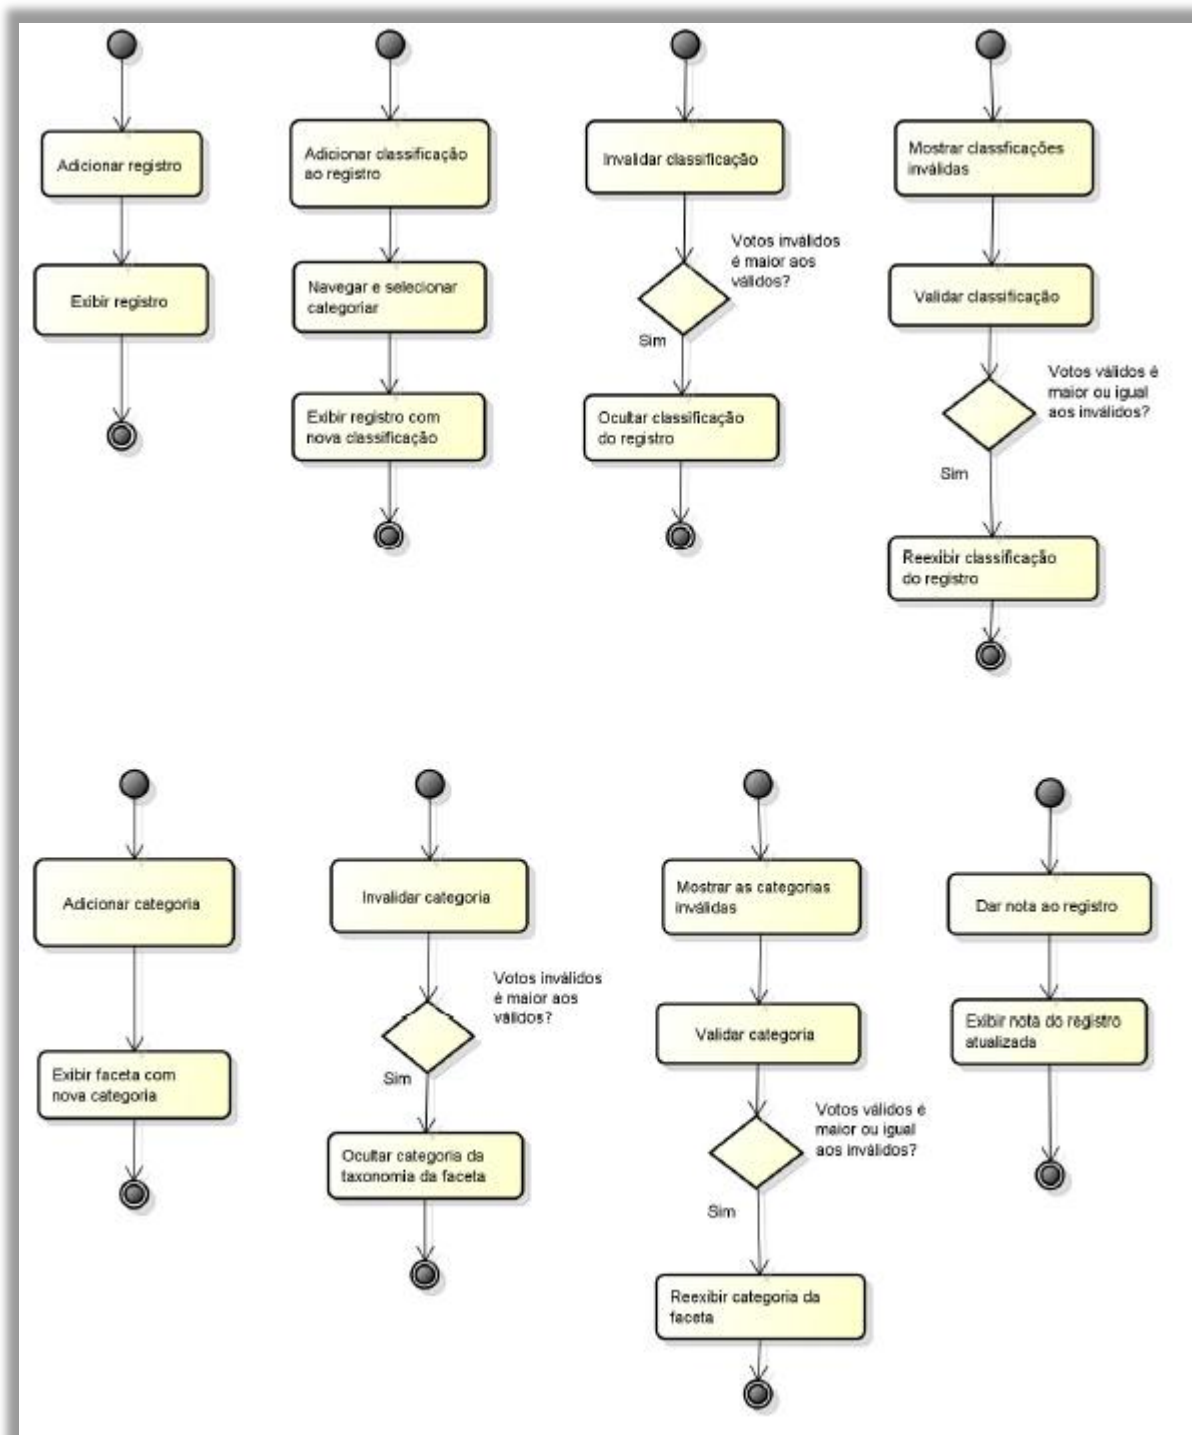 Adicionar registro
Exibir registro
Adicionar classificação
ao registro
Navegar e selecionar
categoriar
Exibir registro com
nova classificação
Invalidar classificação
Votos inválidos
é maior aos
válidos?
Sim
Ocultar classificação
do registro
Mostrar classficações
inválidas
Validar classificação
Votos válidos é
maior ou igual
aos inválidos?
Sim
Reexibir classificação
do registro
Adicionar categoria
Exibir faceta com
nova categoria
Invalidar categoria
Votos inválidos
é maior aos
válidos?
Sim
Ocultar categoria da
taxonomia da faceta
Mostrar as categorias
inválidas
Validar categoria
Votos válidos é
maior ou igual
aos inválidos?
Sim
Reexibir categoria da
faceta
Dar nota ao registro
Exibir nota do registro
atualizada